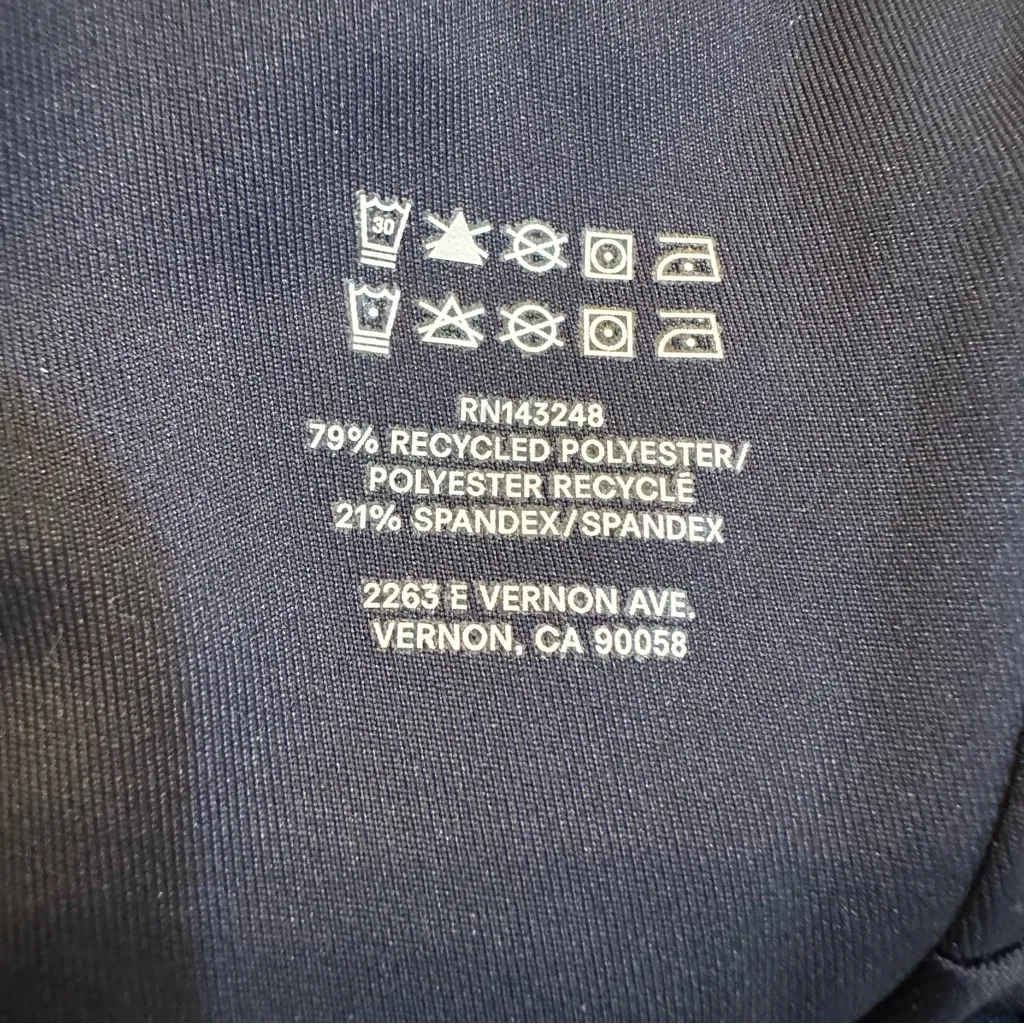 30
RN143248
79% RECYCLED POLYESTER/
POLYESTER RECYCLÉ
21% SPANDEX/SPANDEX
2263 E VERNON AVE,
VERNON, CA 90058